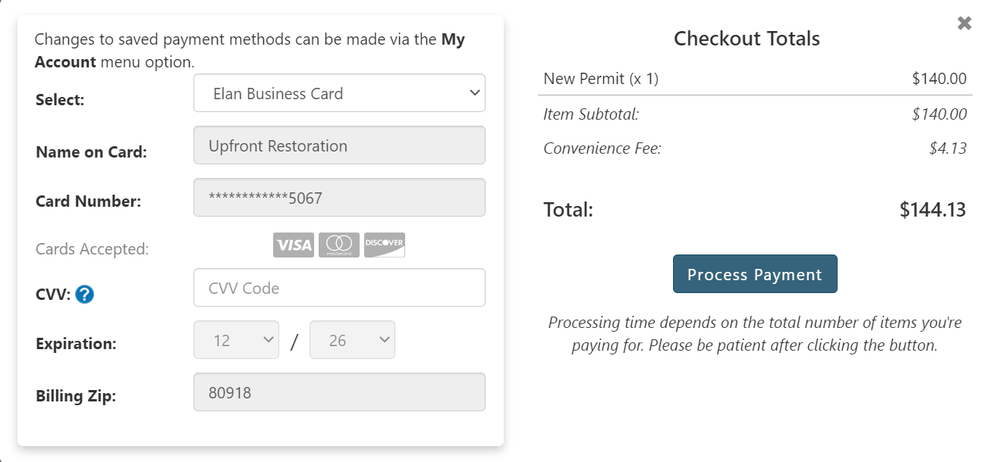 Changes to saved payment methods can be made via the My
Account menu option.
Select: Elan Business Card
Name on Card: Upfront Restoration
Card Number: ************5067
Cards Accepted: VISA mastercard DISCOVER
CVV: ? CVV Code
Expiration: 12 / 26
Billing Zip: 80918
✖
Checkout Totals
New Permit (x 1) $140.00
Item Subtotal: $140.00
Convenience Fee: $4.13
Total: $144.13
Process Payment
Processing time depends on the total number of items you're
paying for. Please be patient after clicking the button.